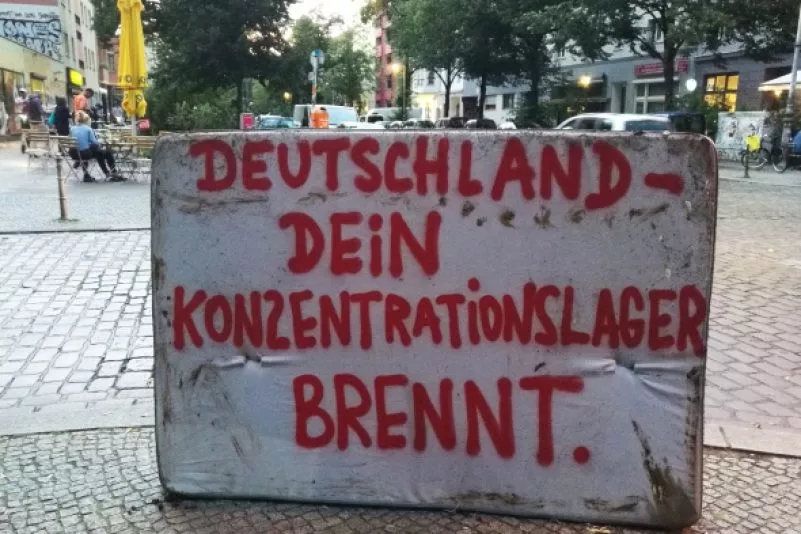 DEUTSCHLAND–
DEiN
KONZENTRATiONSLAGER
BRENNT.